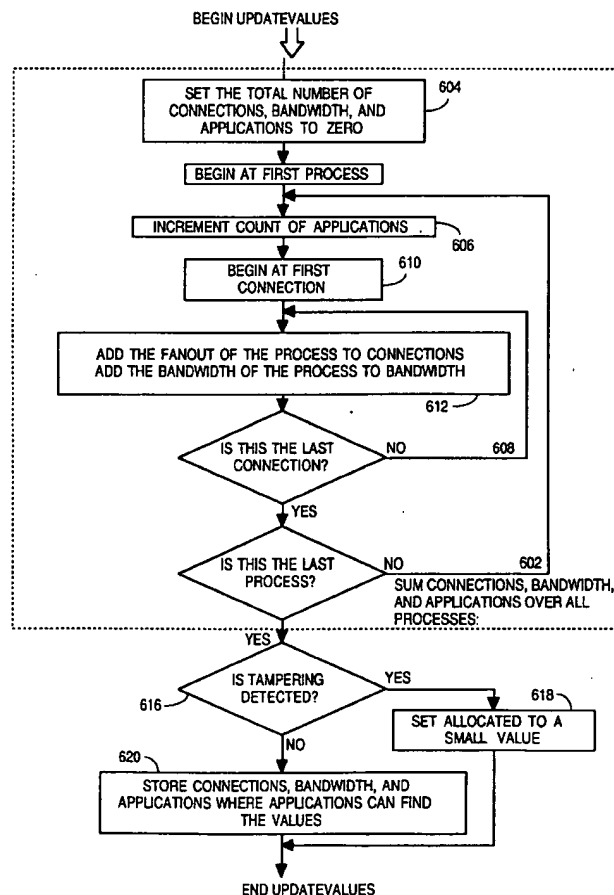 BEGIN UPDATEVALUES
SET THE TOTAL NUMBER OF
CONNECTIONS, BANDWIDTH, AND
APPLICATIONS TO ZERO
604
BEGIN AT FIRST PROCESS
INCREMENT COUNT OF APPLICATIONS
606
BEGIN AT FIRST
CONNECTION
610
ADD THE FANOUT OF THE PROCESS TO CONNECTIONS
ADD THE BANDWIDTH OF THE PROCESS TO BANDWIDTH
612
IS THIS THE LAST
CONNECTION?
NO
608
YES
IS THIS THE LAST
PROCESS?
NO
602
SUM CONNECTIONS, BANDWIDTH,
AND APPLICATIONS OVER ALL
PROCESSES:
YES
IS TAMPERING
DETECTED?
616
YES
618
SET ALLOCATED TO A
SMALL VALUE
NO
620
STORE CONNECTIONS, BANDWIDTH, AND
APPLICATIONS WHERE APPLICATIONS CAN FIND
THE VALUES
END UPDATEVALUES